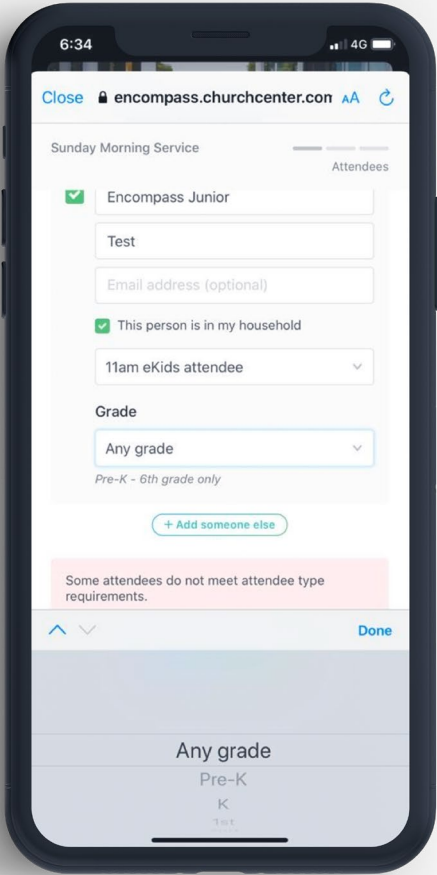 6:34
4G
Close encompass.churchcenter.com AA
Sunday Morning Service
Attendees
Encompass Junior
Test
Email address (optional)
This person is in my household
11am eKids attendee
Grade
Any grade
Pre-K - 6th grade only
+ Add someone else
Some attendees do not meet attendee type
requirements.
Done
Any grade
Pre-K
K
1st